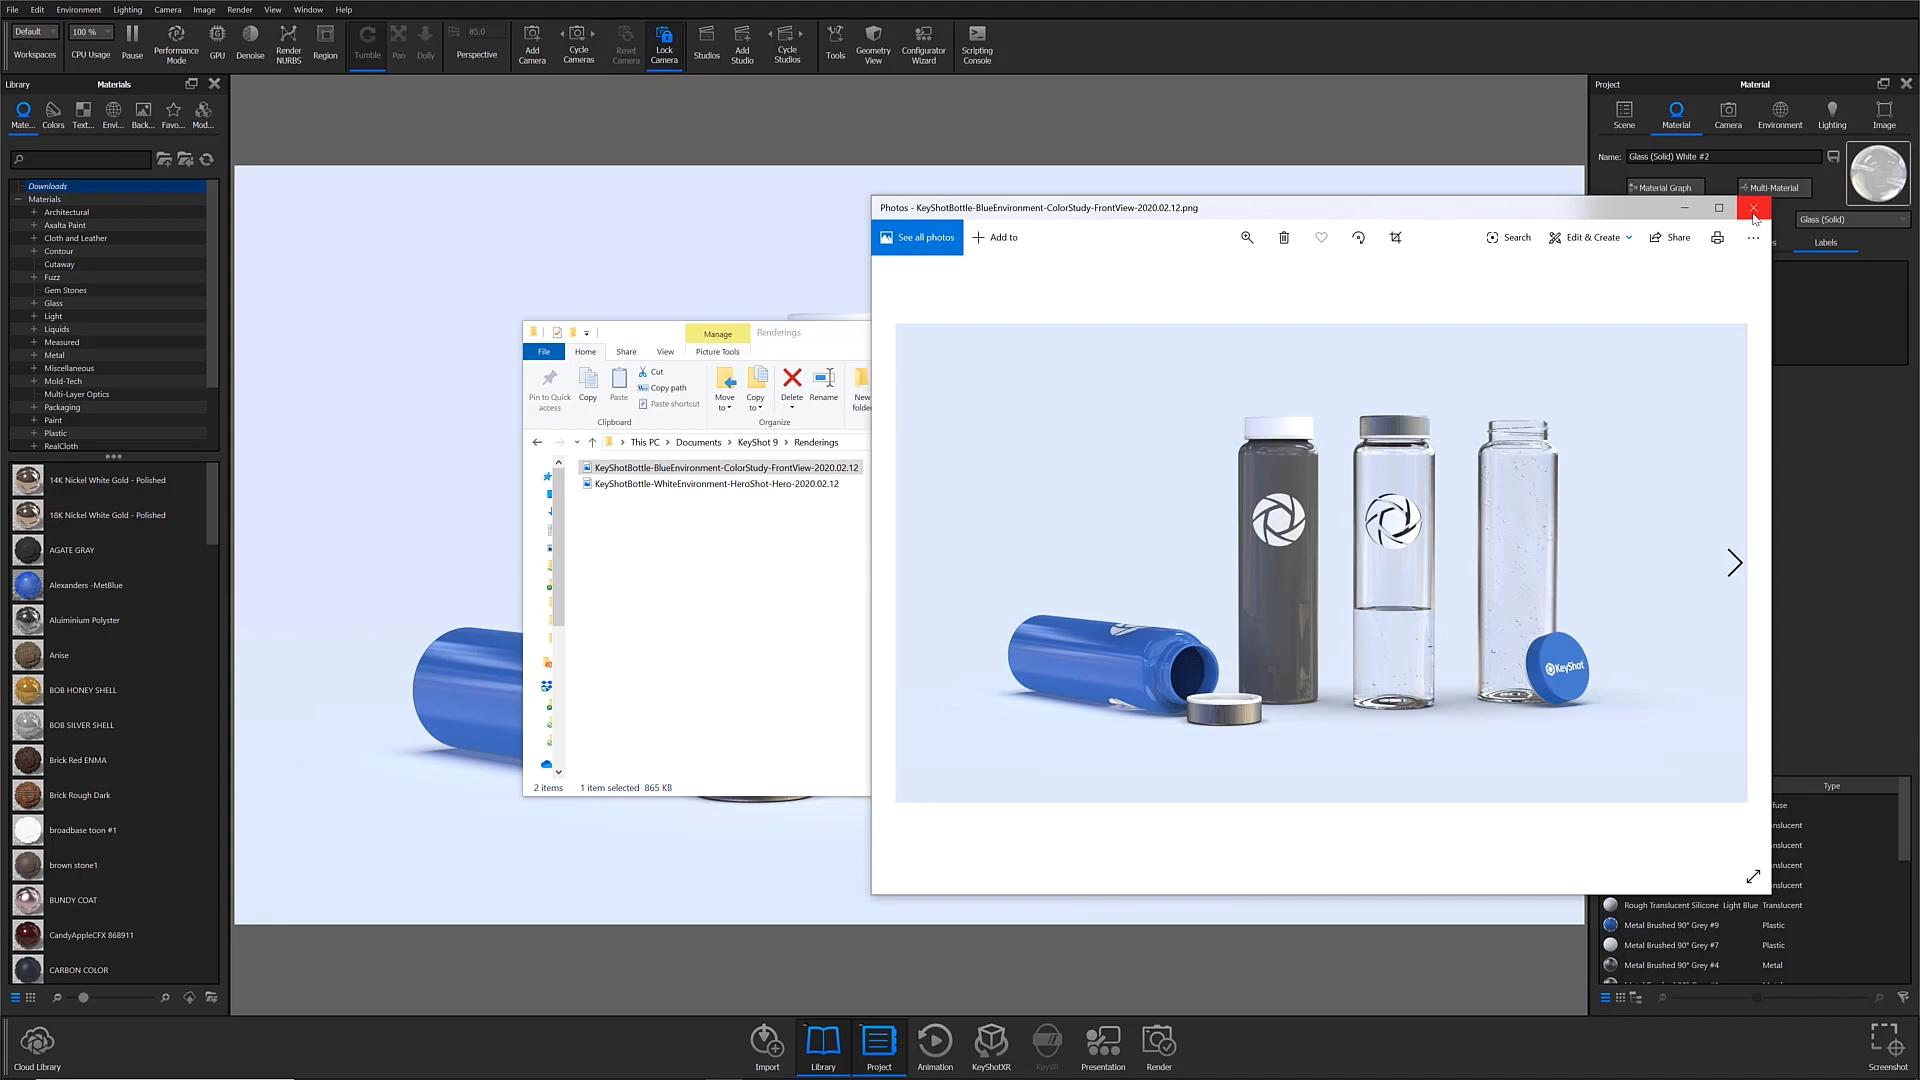 File Edit Environment Lighting Camera Image Render View Window Help
Default 100 % 85.0
Workspaces CPU Usage Pause Performance Mode GPU Denoise Render NURBS Region Tumble Pan Dolly Perspective Add Camera Cycle Cameras Reset Camera Lock Camera Studios Add Studio Cycle Studios Tools Geometry View Configurator Wizard Scripting Console
Library Materials
Mate... Colors Text... Envi... Back... Favo... Mod...
Downloads
Materials
Architectural
Axalta Paint
Cloth and Leather
Contour
Cutaway
Fuzz
Gem Stones
Glass
Light
Liquids
Measured
Metal
Miscellaneous
Mold-Tech
Multi-Layer Optics
Packaging
Paint
Plastic
RealCloth
14K Nickel White Gold - Polished
18K Nickel White Gold - Polished
AGATE GRAY
Alexanders -MetBlue
Aluiminium Polyster
Anise
BOB HONEY SHELL
BOB SILVER SHELL
Brick Red ENMA
Brick Rough Dark
broadbase toon #1
brown stone1
BUNDY COAT
CandyAppleCFX 868911
CARBON COLOR
Manage Renderings
File Home Share View Picture Tools
Pin to Quick access Copy Paste Cut
Copy path
Paste shortcut
Move to Copy to Delete Rename New folder
Clipboard Organize
This PC Documents KeyShot 9 Renderings
KeyShotBottle-BlueEnvironment-ColorStudy-FrontView-2020.02.12
KeyShotBottle-WhiteEnvironment-HeroShot-Hero-2020.02.12
2 items 1 item selected 865 KB
Photos - KeyShotBottle-BlueEnvironment-ColorStudy-FrontView-2020.02.12.png
See all photos Add to Search Edit & Create Share
KeyShot
Project Material
Scene Material Camera Environment Lighting Image
Name: Glass (Solid) White #2
Material Graph Multi-Material
Glass (Solid)
Labels
Type
Rough Translucent Silicone Light Blue Translucent
Metal Brushed 90° Grey #9 Plastic
Metal Brushed 90° Grey #7 Plastic
Metal Brushed 90° Grey #4 Metal
Cloud Library Import Library Project Animation KeyShotXR KeyVR Presentation Render Screenshot